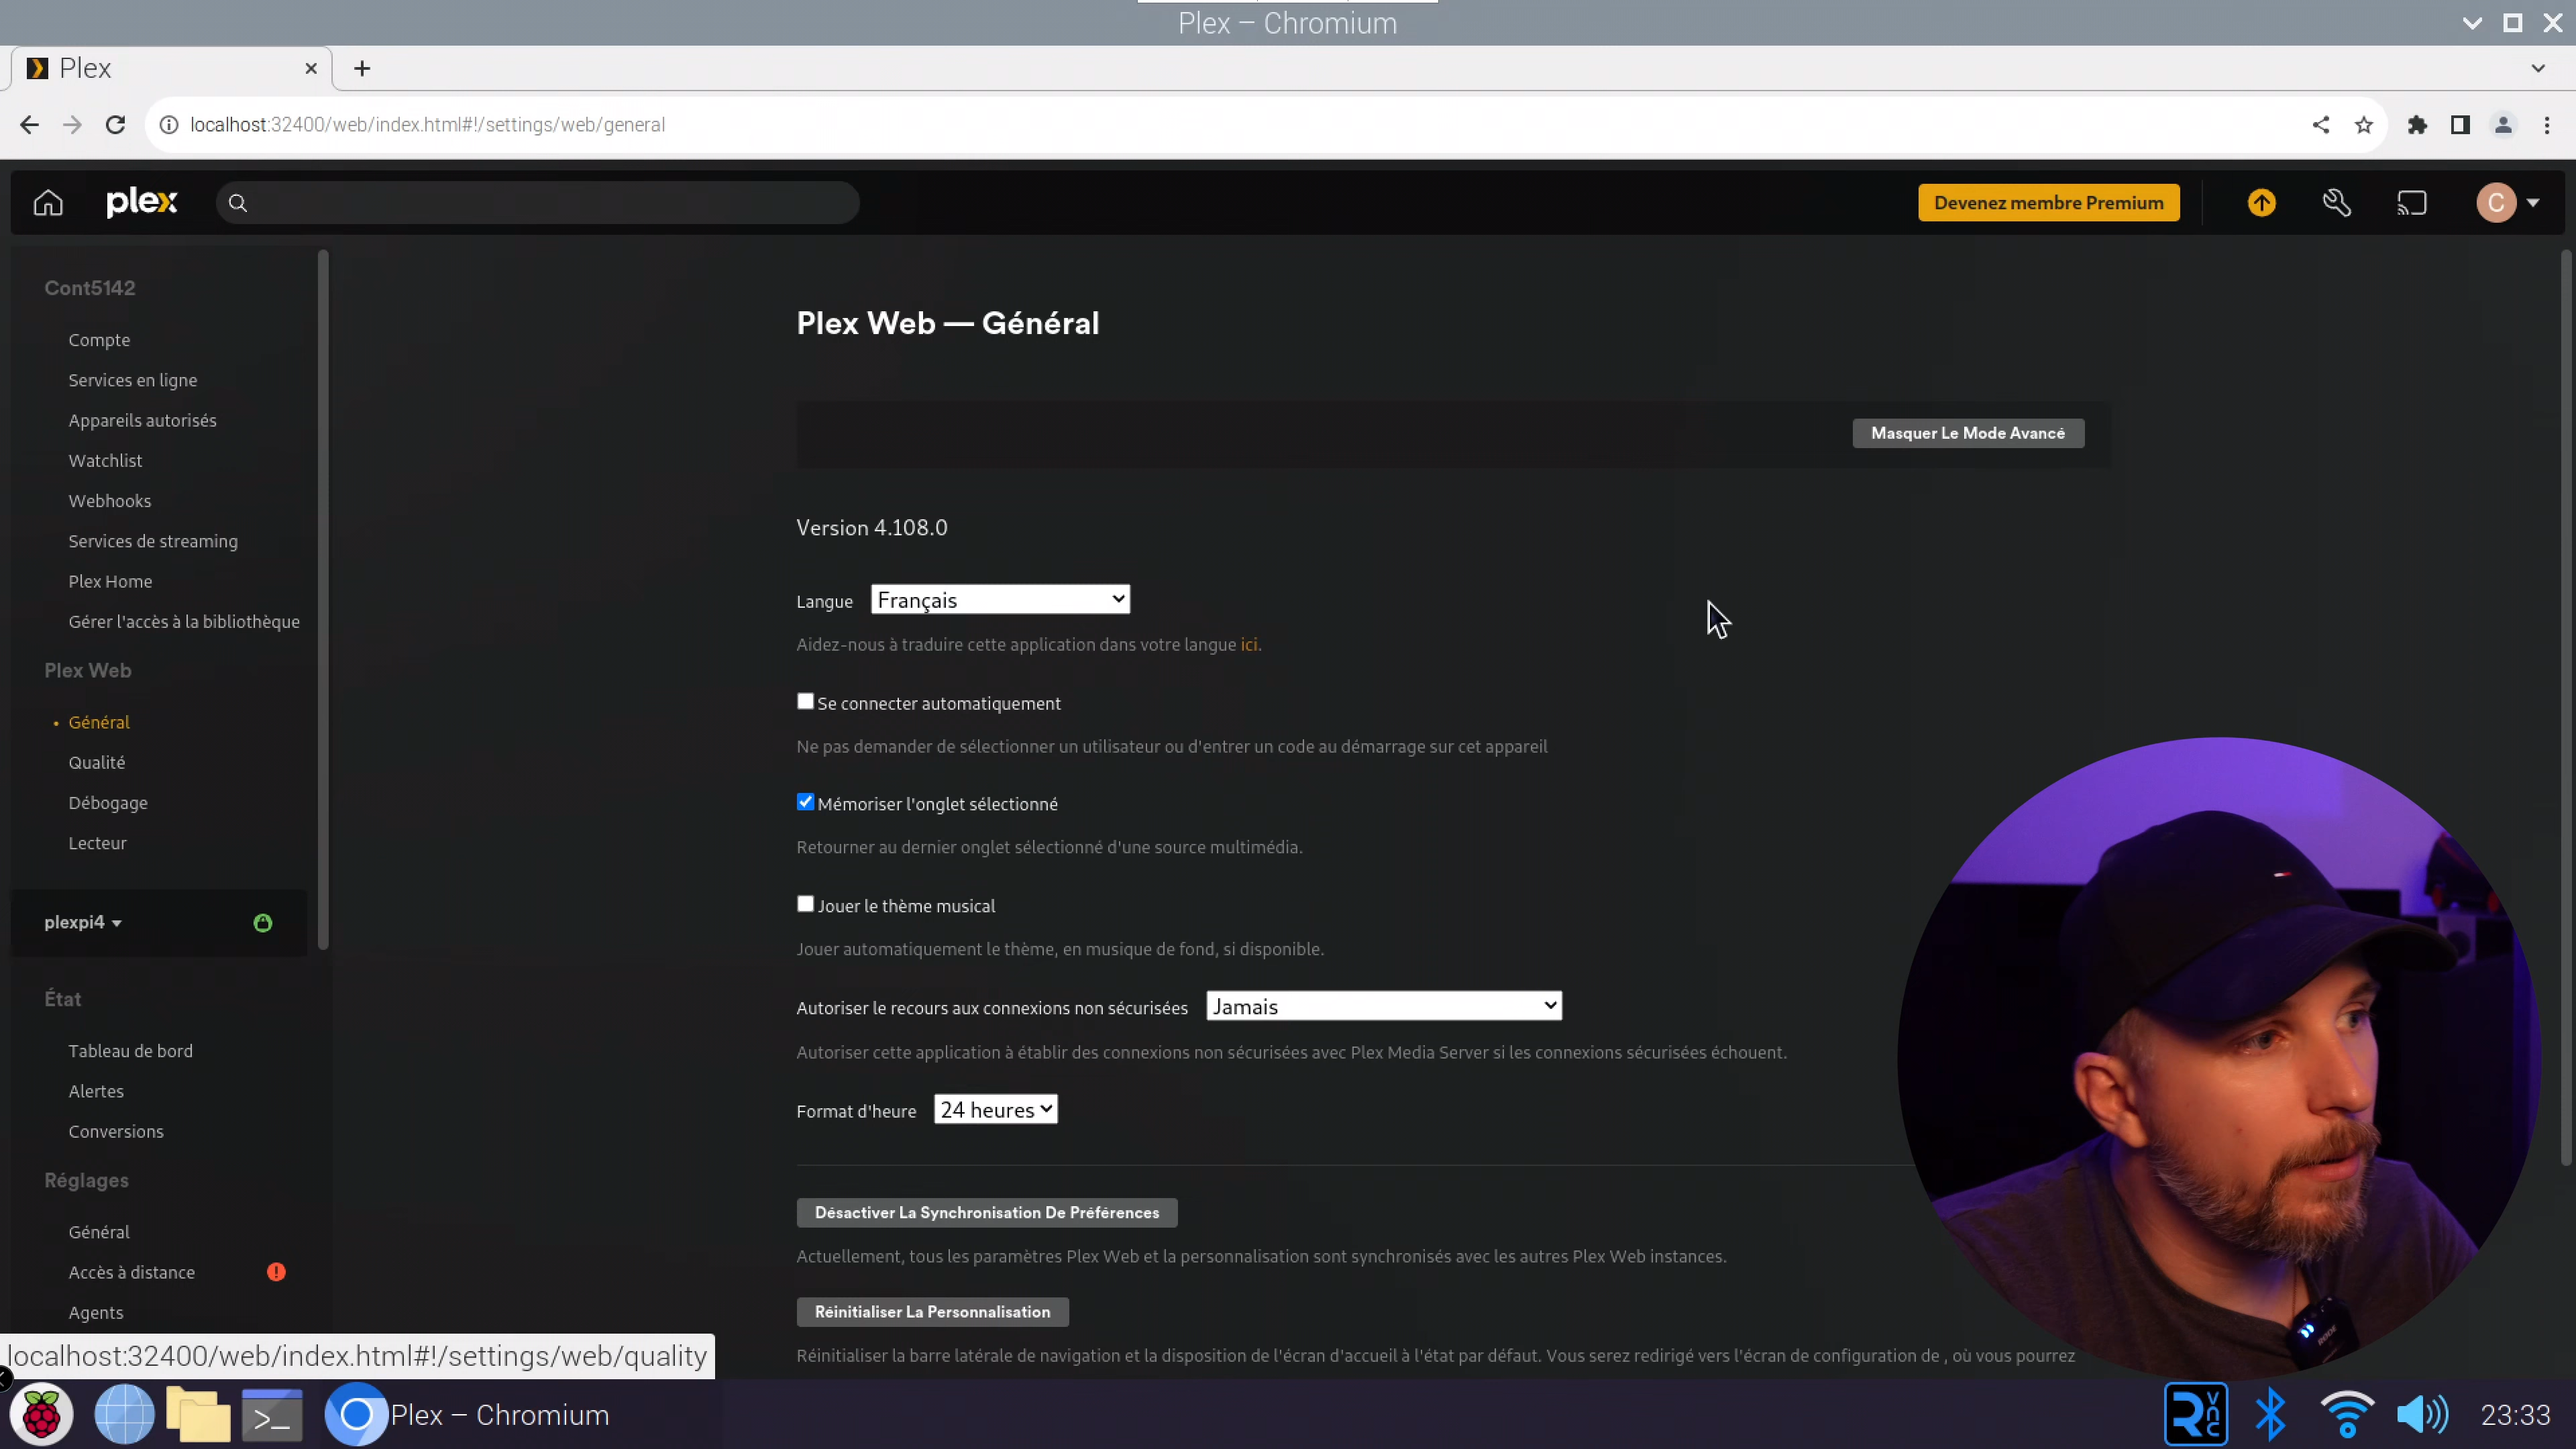 Plex – Chromium
Plex
localhost:32400/web/index.html#!/settings/web/general
plex
Devenez membre Premium
C
Cont5142
Compte
Services en ligne
Appareils autorisés
Watchlist
Webhooks
Services de streaming
Plex Home
Gérer l'accès à la bibliothèque
Plex Web
Général
Qualité
Débogage
Lecteur
plexpi4
État
Tableau de bord
Alertes
Conversions
Réglages
Général
Accès à distance
Agents
Plex Web — Général
Masquer Le Mode Avancé
Version 4.108.0
Langue Français
Aidez-nous à traduire cette application dans votre langue ici.
Se connecter automatiquement
Ne pas demander de sélectionner un utilisateur ou d'entrer un code au démarrage sur cet appareil
Mémoriser l'onglet sélectionné
Retourner au dernier onglet sélectionné d'une source multimédia.
Jouer le thème musical
Jouer automatiquement le thème, en musique de fond, si disponible.
Autoriser le recours aux connexions non sécurisées Jamais
Autoriser cette application à établir des connexions non sécurisées avec Plex Media Server si les connexions sécurisées échouent.
Format d'heure 24 heures
Désactiver La Synchronisation De Préférences
Actuellement, tous les paramètres Plex Web et la personnalisation sont synchronisés avec les autres Plex Web instances.
Réinitialiser La Personnalisation
Réinitialiser la barre latérale de navigation et la disposition de l'écran d'accueil à l'état par défaut. Vous serez redirigé vers l'écran de configuration de , où vous pourrez
localhost:32400/web/index.html#!/settings/web/quality
Plex – Chromium
VNC
23:33
RODE